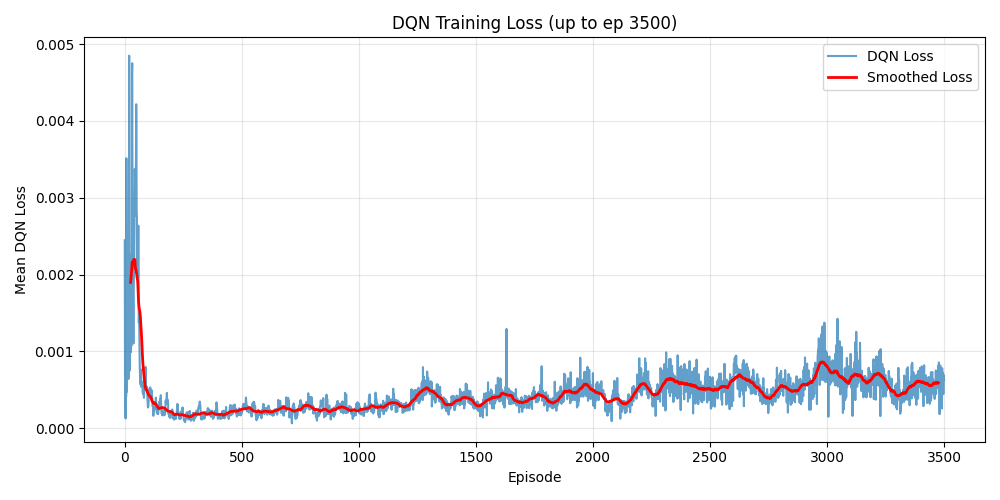 DQN Training Loss (up to ep 3500)
DQN Loss
Smoothed Loss
Mean DQN Loss
0.005
0.004
0.003
0.002
0.001
0.000
0 500 1000 1500 2000 2500 3000 3500
Episode